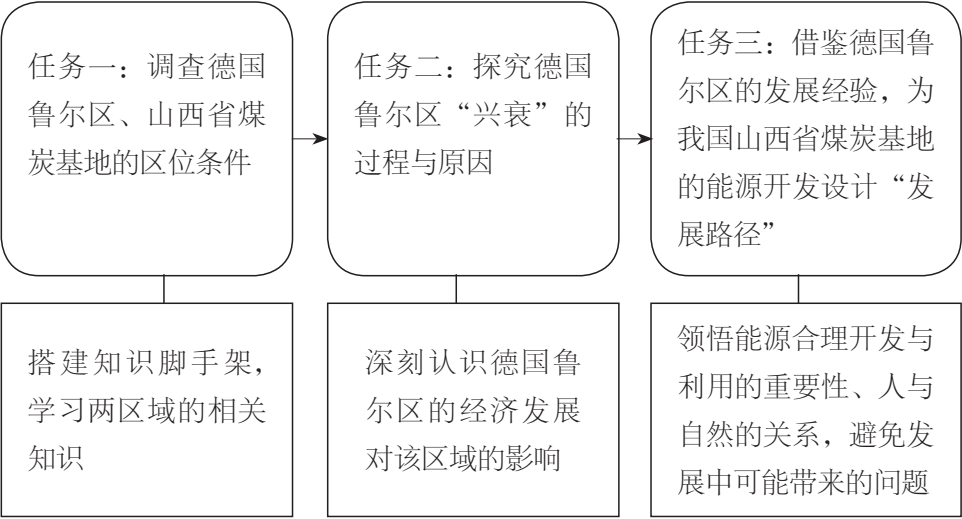 任务一：调查德国
鲁尔区、山西省煤
炭基地的区位条件
任务二：探究德国
鲁尔区“兴衰”的
过程与原因
任务三：借鉴德国鲁
尔区的发展经验，为
我国山西省煤炭基地
的能源开发设计“发
展路径”
搭建知识脚手架，
学习两区域的相关
知识
深刻认识德国鲁
尔区的经济发展
对该区域的影响
领悟能源合理开发与
利用的重要性、人与
自然的关系，避免发
展中可能带来的问题